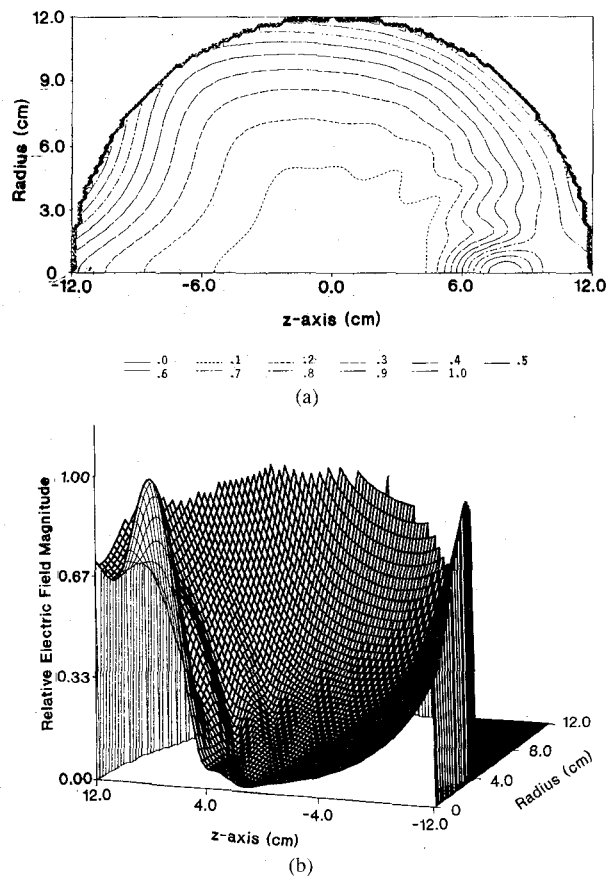 (a)
12.0
9.0
6.0
3.0
0
Radius (cm)
-12.0 -6.0 0.0 6.0 12.0
z-axis (cm)
.0 .1 .2 .3 .4 .5
.6 .7 .8 .9 1.0
(a)
Relative Electric Field Magnitude
1.00
0.67
0.33
0.00
12.0 4.0 -4.0 -12.0
z-axis (cm)
0 4.0 8.0 12.0
Radius (cm)
(b)